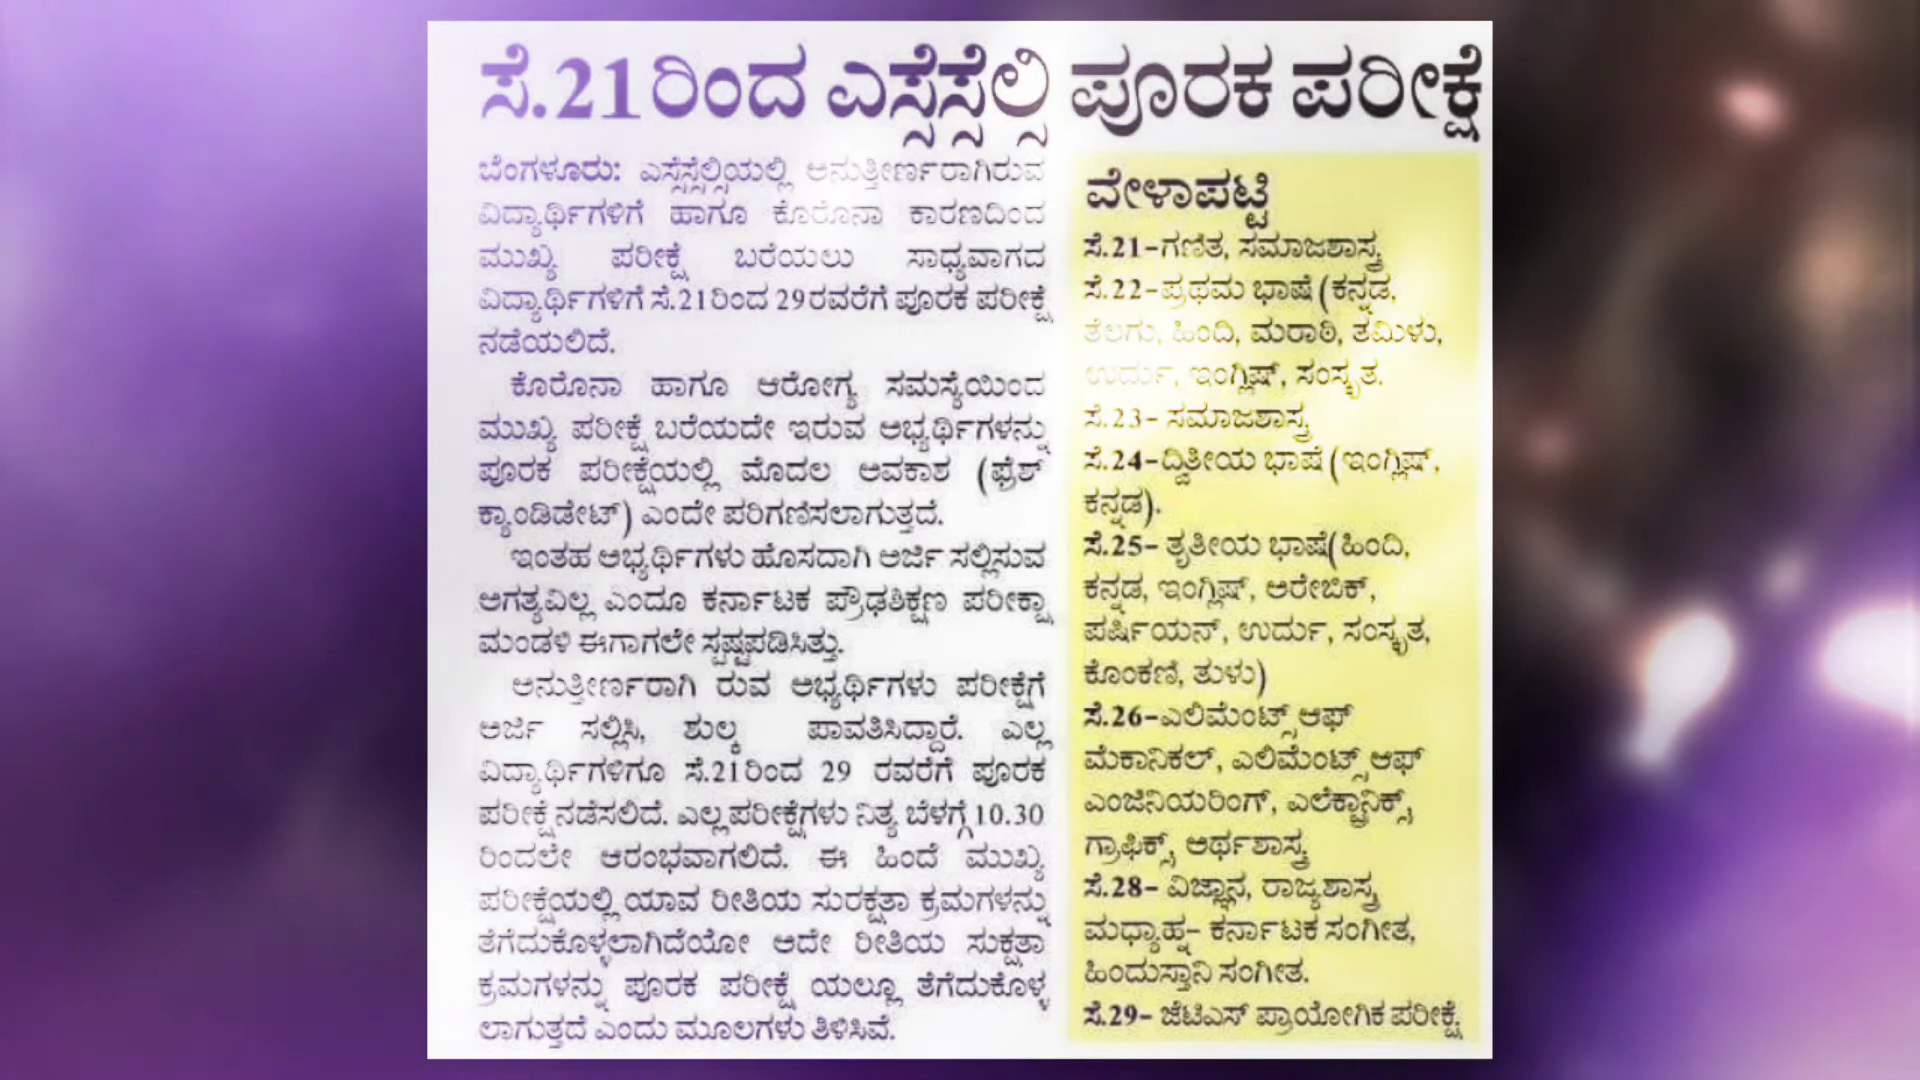 ಸೆ.21ರಿಂದ ಎಸ್ಸೆಸ್ಸೆಲ್ಸಿ ಪೂರಕ ಪರೀಕ್ಷೆ
ಬೆಂಗಳೂರು: ಎಸ್ಸೆಸ್ಸೆಲ್ಸಿಯಲ್ಲಿ ಅನುತ್ತೀರ್ಣರಾಗಿರುವ
ವಿದ್ಯಾರ್ಥಿಗಳಿಗೆ ಹಾಗೂ ಕೊರೊನಾ ಕಾರಣದಿಂದ
ಮುಖ್ಯ ಪರೀಕ್ಷೆ ಬರೆಯಲು ಸಾಧ್ಯವಾಗದ
ವಿದ್ಯಾರ್ಥಿಗಳಿಗೆ ಸೆ.21ರಿಂದ 29ರವರೆಗೆ ಪೂರಕ ಪರೀಕ್ಷೆ
ನಡೆಯಲಿದೆ.
ಕೊರೊನಾ ಹಾಗೂ ಆರೋಗ್ಯ ಸಮಸ್ಯೆಯಿಂದ
ಮುಖ್ಯ ಪರೀಕ್ಷೆ ಬರೆಯದೇ ಇರುವ ಅಭ್ಯರ್ಥಿಗಳನ್ನು
ಪೂರಕ ಪರೀಕ್ಷೆಯಲ್ಲಿ ಮೊದಲ ಅವಕಾಶ (ಫ್ರೆಶ್
ಕ್ಯಾಂಡಿಡೇಟ್) ಎಂದೇ ಪರಿಗಣಿಸಲಾಗುತ್ತದೆ.
ಇಂತಹ ಅಭ್ಯರ್ಥಿಗಳು ಹೊಸದಾಗಿ ಅರ್ಜಿ ಸಲ್ಲಿಸುವ
ಅಗತ್ಯವಿಲ್ಲ ಎಂದೂ ಕರ್ನಾಟಕ ಪ್ರೌಢಶಿಕ್ಷಣ ಪರೀಕ್ಷಾ
ಮಂಡಳಿ ಈಗಾಗಲೇ ಸ್ಪಷ್ಟಪಡಿಸಿತ್ತು.
ಅನುತ್ತೀರ್ಣರಾಗಿ ರುವ ಅಭ್ಯರ್ಥಿಗಳು ಪರೀಕ್ಷೆಗೆ
ಅರ್ಜಿ ಸಲ್ಲಿಸಿ, ಶುಲ್ಕ ಪಾವತಿಸಿದ್ದಾರೆ. ಎಲ್ಲ
ವಿದ್ಯಾರ್ಥಿಗಳಿಗೂ ಸೆ.21ರಿಂದ 29 ರವರೆಗೆ ಪೂರಕ
ಪರೀಕ್ಷೆ ನಡೆಸಲಿದೆ. ಎಲ್ಲ ಪರೀಕ್ಷೆಗಳು ನಿತ್ಯ ಬೆಳಗ್ಗೆ 10.30
ರಿಂದಲೇ ಆರಂಭವಾಗಲಿದೆ. ಈ ಹಿಂದೆ ಮುಖ್ಯ
ಪರೀಕ್ಷೆಯಲ್ಲಿ ಯಾವ ರೀತಿಯ ಸುರಕ್ಷತಾ ಕ್ರಮಗಳನ್ನು
ತೆಗೆದುಕೊಳ್ಳಲಾಗಿದೆಯೋ ಅದೇ ರೀತಿಯ ಸುಕ್ಷತಾ
ಕ್ರಮಗಳನ್ನು ಪೂರಕ ಪರೀಕ್ಷೆ ಯಲ್ಲೂ ತೆಗೆದುಕೊಳ್ಳ
ಲಾಗುತ್ತದೆ ಎಂದು ಮೂಲಗಳು ತಿಳಿಸಿವೆ.
ವೇಳಾಪಟ್ಟಿ
ಸೆ.21-ಗಣಿತ, ಸಮಾಜಶಾಸ್ತ್ರ
ಸೆ.22-ಪ್ರಥಮ ಭಾಷೆ (ಕನ್ನಡ,
ತೆಲಗು, ಹಿಂದಿ, ಮರಾಠಿ, ತಮಿಳು,
ಉರ್ದು, ಇಂಗ್ಲಿಷ್, ಸಂಸ್ಕೃತ.
ಸೆ.23- ಸಮಾಜಶಾಸ್ತ್ರ
ಸೆ.24-ದ್ವಿತೀಯ ಭಾಷೆ (ಇಂಗ್ಲಿಷ್,
ಕನ್ನಡ).
ಸೆ.25- ತೃತೀಯ ಭಾಷೆ(ಹಿಂದಿ,
ಕನ್ನಡ, ಇಂಗ್ಲಿಷ್, ಅರೇಬಿಕ್,
ಪರ್ಷಿಯನ್, ಉರ್ದು, ಸಂಸ್ಕೃತ,
ಕೊಂಕಣಿ, ತುಳು)
ಸೆ.26-ಎಲಿಮೆಂಟ್ಸ್ ಆಫ್
ಮೆಕಾನಿಕಲ್, ಎಲಿಮೆಂಟ್ಸ್ ಆಫ್
ಎಂಜಿನಿಯರಿಂಗ್, ಎಲೆಕ್ಟ್ರಾನಿಕ್ಸ್,
ಗ್ರಾಫಿಕ್ಸ್, ಅರ್ಥಶಾಸ್ತ್ರ
ಸೆ.28- ವಿಜ್ಞಾನ, ರಾಜ್ಯಶಾಸ್ತ್ರ
ಮಧ್ಯಾಹ್ನ- ಕರ್ನಾಟಕ ಸಂಗೀತ,
ಹಿಂದುಸ್ತಾನಿ ಸಂಗೀತ.
ಸೆ.29- ಜೆಟಿಎಸ್ ಪ್ರಾಯೋಗಿಕ ಪರೀಕ್ಷೆ.